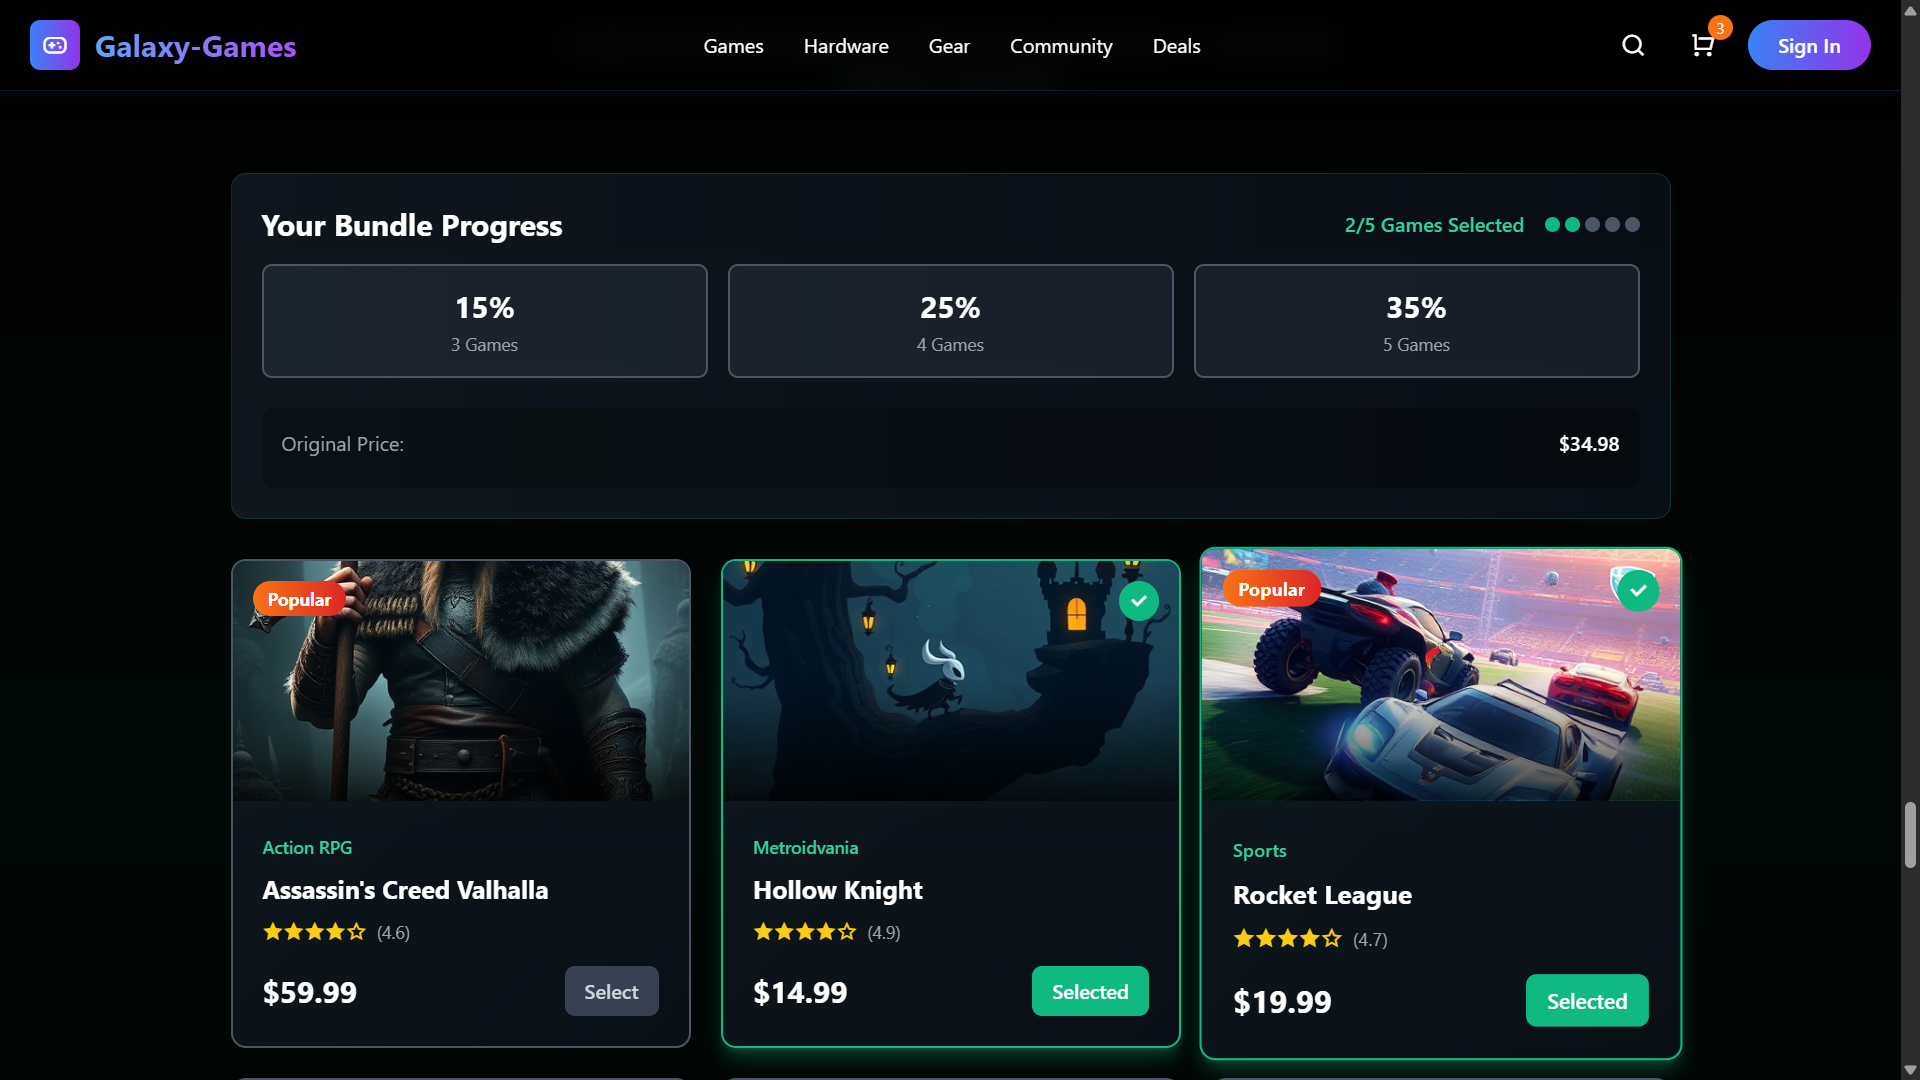 Galaxy-Games
Games
Hardware
Gear
Community
Deals
3
Sign In
Your Bundle Progress
2/5 Games Selected
15%
3 Games
25%
4 Games
35%
5 Games
Original Price:
$34.98
Popular
Action RPG
Assassin's Creed Valhalla
(4.6)
$59.99
Select
Metroidvania
Hollow Knight
(4.9)
$14.99
Selected
Popular
Sports
Rocket League
(4.7)
$19.99
Selected